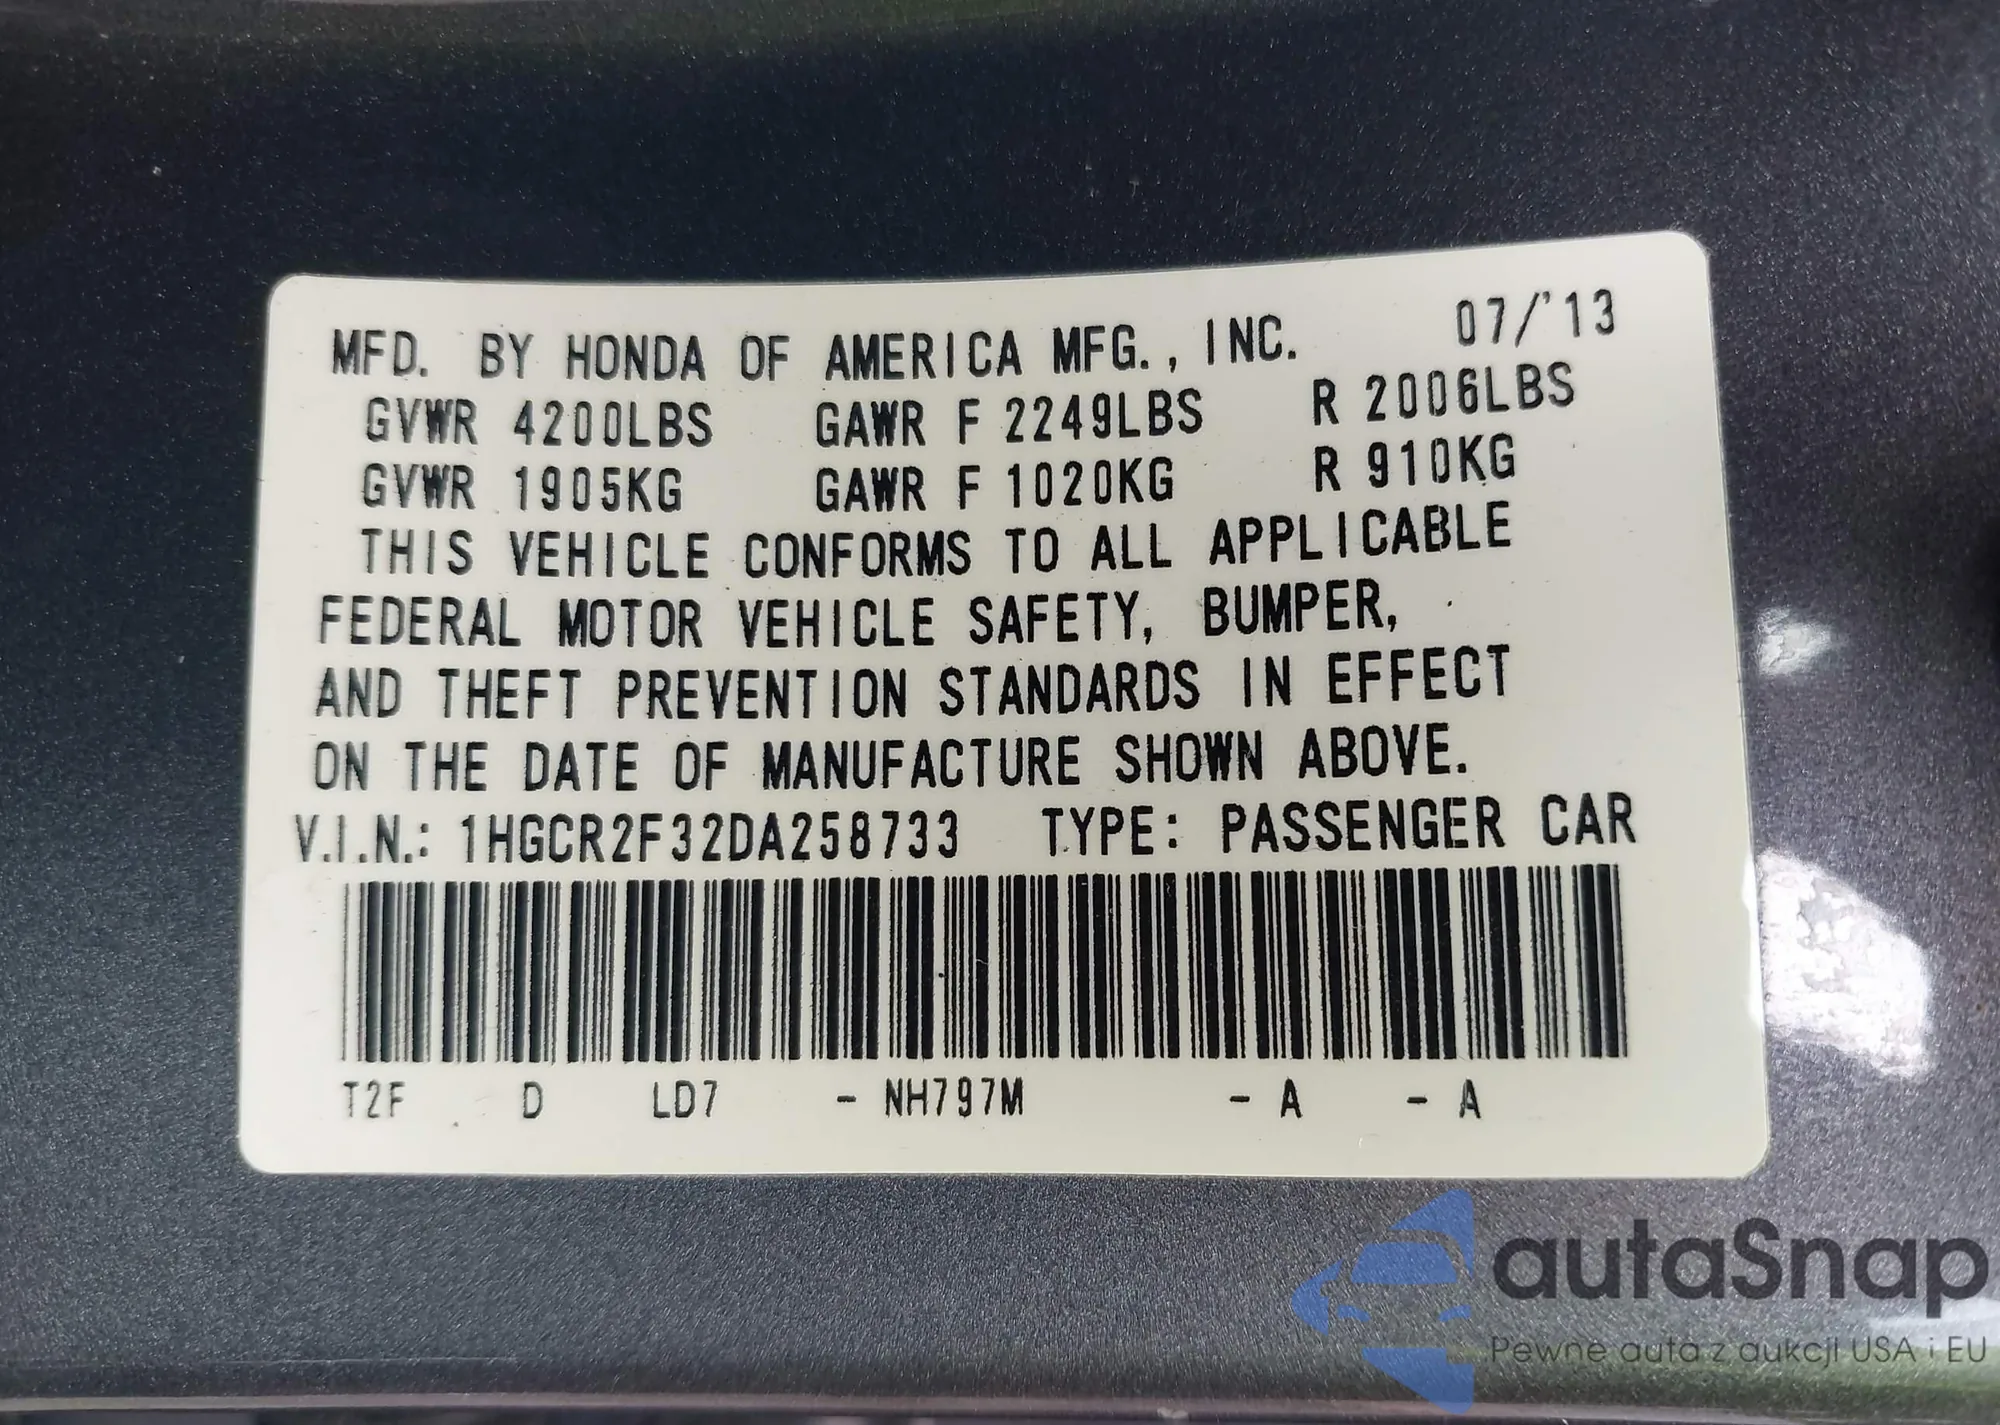 MFD. BY HONDA OF AMERICA MFG., INC. 07/'13
GVWR 4200LBS GAWR F 2249LBS R 2006LBS
GVWR 1905KG GAWR F 1020KG R 910KG
THIS VEHICLE CONFORMS TO ALL APPLICABLE
FEDERAL MOTOR VEHICLE SAFETY, BUMPER,
AND THEFT PREVENTION STANDARDS IN EFFECT
ON THE DATE OF MANUFACTURE SHOWN ABOVE.
V.I.N.: 1HGCR2F32DA258733 TYPE: PASSENGER CAR
T2F D LD7 - NH797M - A - A
autaSnap
Pewne auta z aukcji USA i EU